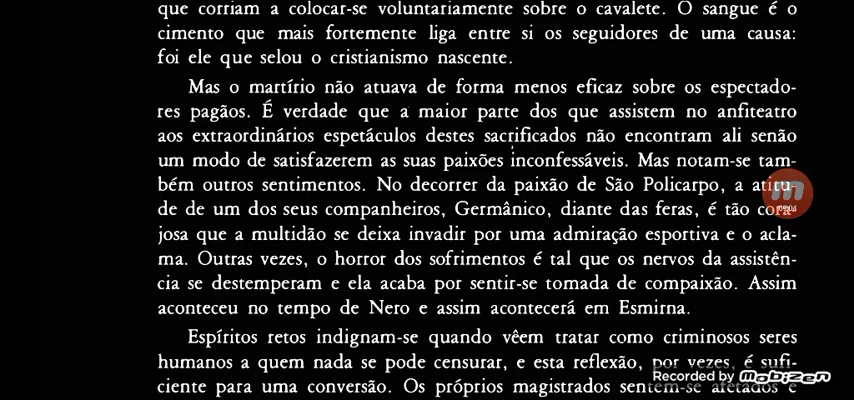 que corriam a colocar-se voluntariamente sobre o cavalete. O sangue é o
cimento que mais fortemente liga entre si os seguidores de uma causa:
foi ele que selou o cristianismo nascente.
Mas o martírio não atuava de forma menos eficaz sobre os espectado-
res pagãos. É verdade que a maior parte dos que assistem no anfiteatro
aos extraordinários espetáculos destes sacrificados não encontram ali senão
um modo de satisfazerem as suas paixões inconfessáveis. Mas notam-se tam-
bém outros sentimentos. No decorrer da paixão de São Policarpo, a atitu-
de de um dos seus companheiros, Germânico, diante das feras, é tão cora-
josa que a multidão se deixa invadir por uma admiração esportiva e o acla-
ma. Outras vezes, o horror dos sofrimentos é tal que os nervos da assistên-
cia se destemperam e ela acaba por sentir-se tomada de compaixão. Assim
aconteceu no tempo de Nero e assim acontecerá em Esmirna.
Espíritos retos indignam-se quando vêem tratar como criminosos seres
humanos a quem nada se pode censurar, e esta reflexão, por vezes, é sufi-
ciente para uma conversão. Os próprios magistrados sentem-se afetados e
Recorded by Mobizen